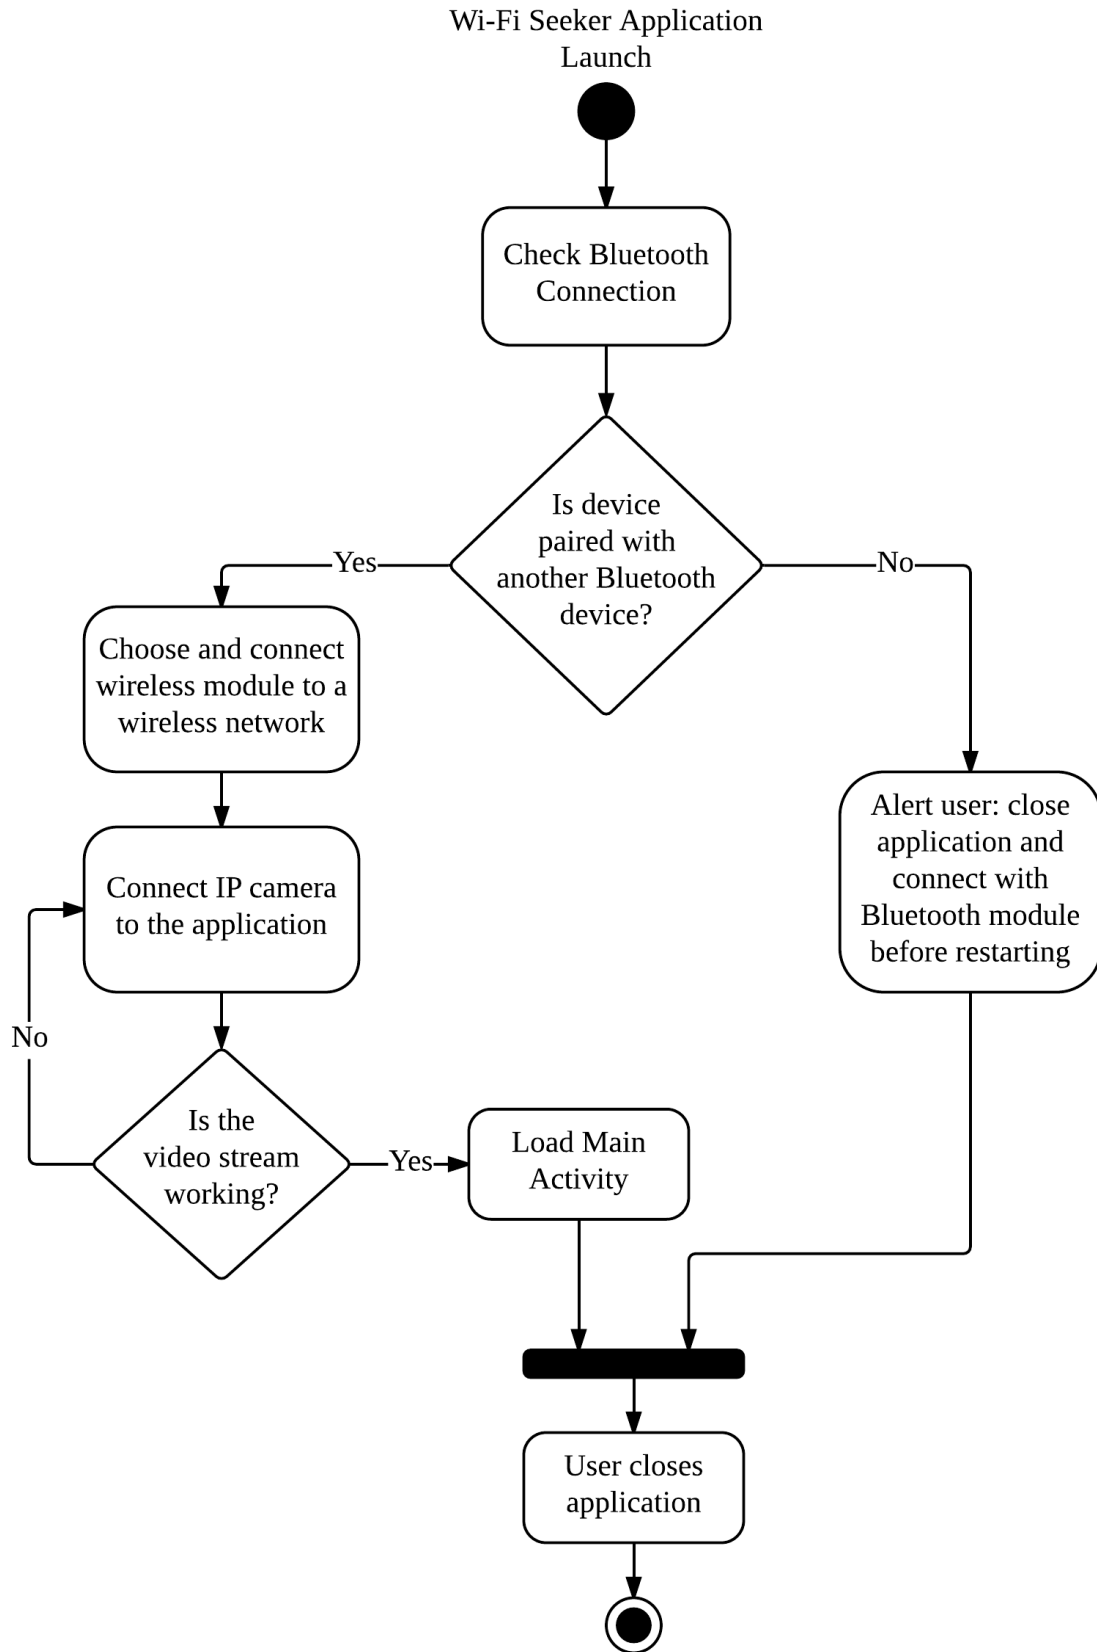 Wi-Fi Seeker Application
Launch
Check Bluetooth
Connection
Is device
paired with
another Bluetooth
device?
Yes
No
Choose and connect
wireless module to a
wireless network
Alert user: close
application and
connect with
Bluetooth module
before restarting
Connect IP camera
to the application
No
Is the
video stream
working?
Yes
Load Main
Activity
User closes
application